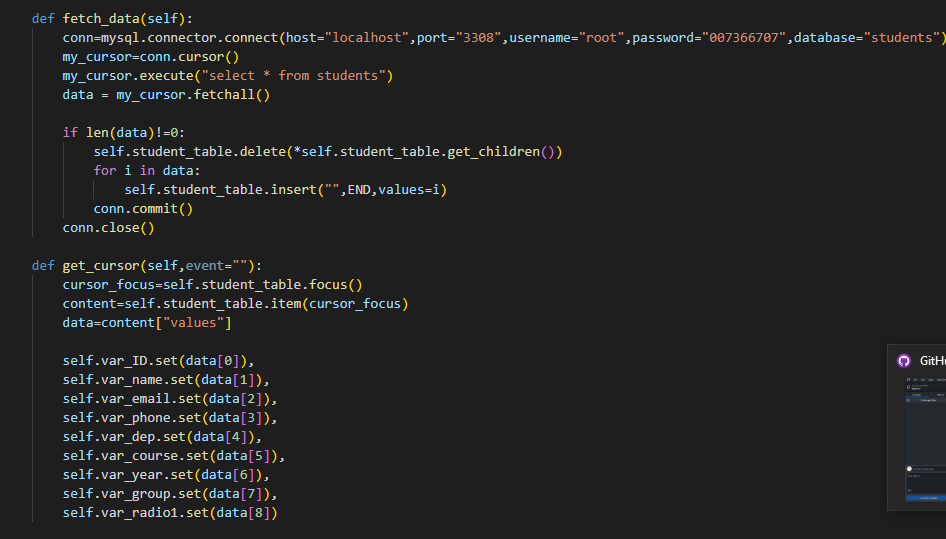 def fetch_data(self):
conn=mysql.connector.connect(host="localhost",port="3308",username="root",password="007366707",database="students")
my_cursor=conn.cursor()
my_cursor.execute("select * from students")
data = my_cursor.fetchall()
if len(data)!=0:
self.student_table.delete(*self.student_table.get_children())
for i in data:
self.student_table.insert("",END,values=i)
conn.commit()
conn.close()
def get_cursor(self,event=""):
cursor_focus=self.student_table.focus()
content=self.student_table.item(cursor_focus)
data=content["values"]
self.var_ID.set(data[0]),
self.var_name.set(data[1]),
self.var_email.set(data[2]),
self.var_phone.set(data[3]),
self.var_dep.set(data[4]),
self.var_course.set(data[5]),
self.var_year.set(data[6]),
self.var_group.set(data[7]),
self.var_radio1.set(data[8])